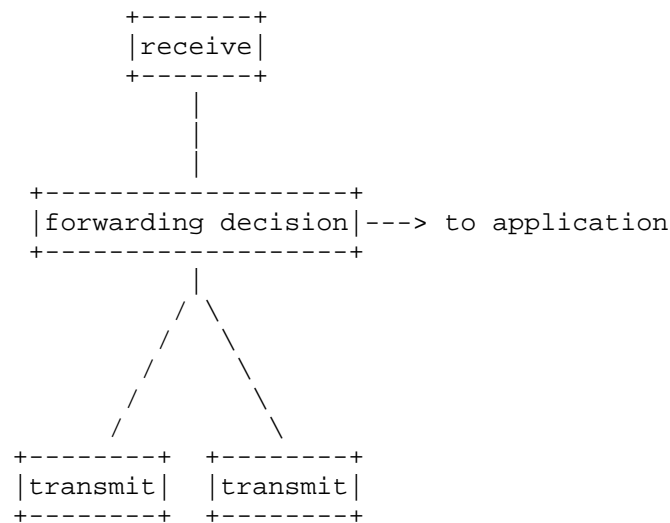 receive
forwarding decision ---> to application
transmit transmit